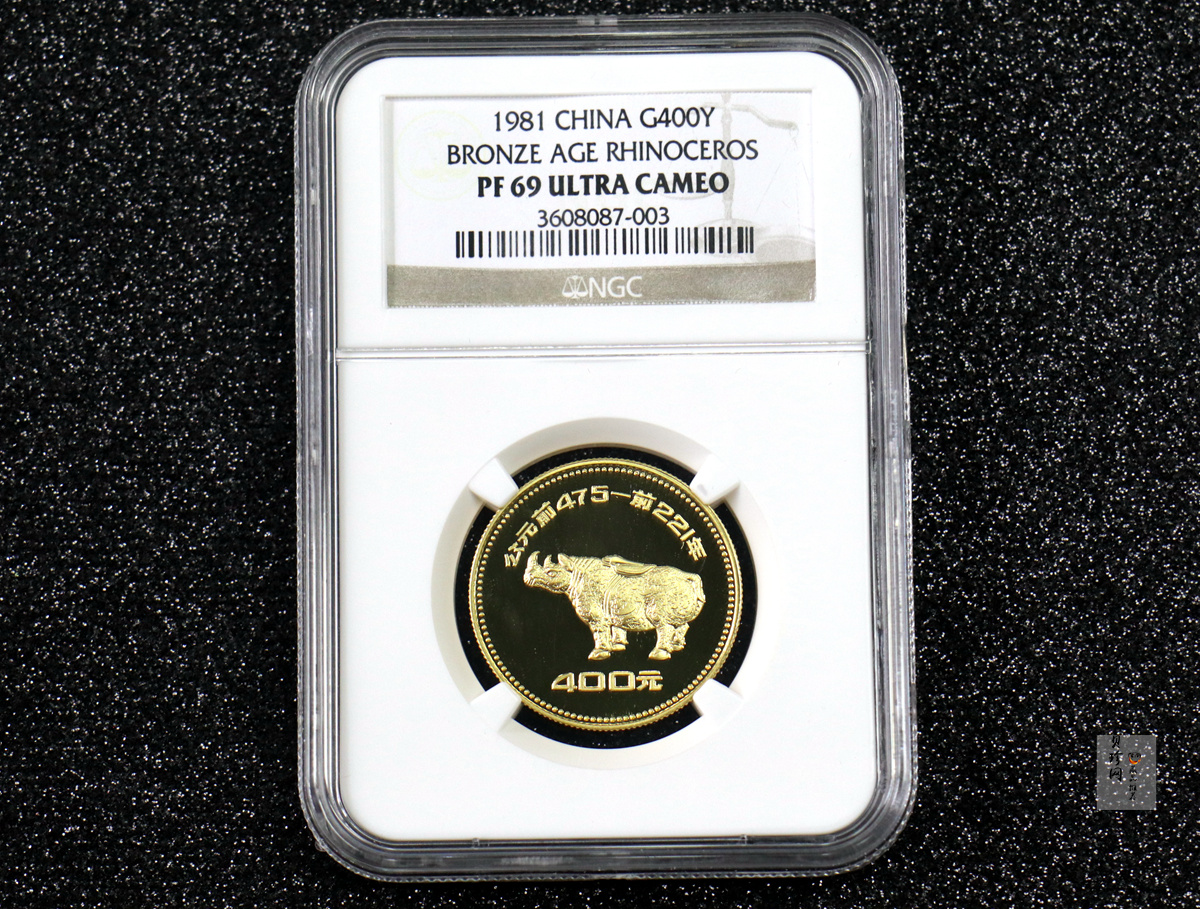 1981 CHINA G400Y
BRONZE AGE RHINOCEROS
PF 69 ULTRA CAMEO
3608087-003
NGC
公元前475—前221年
400元